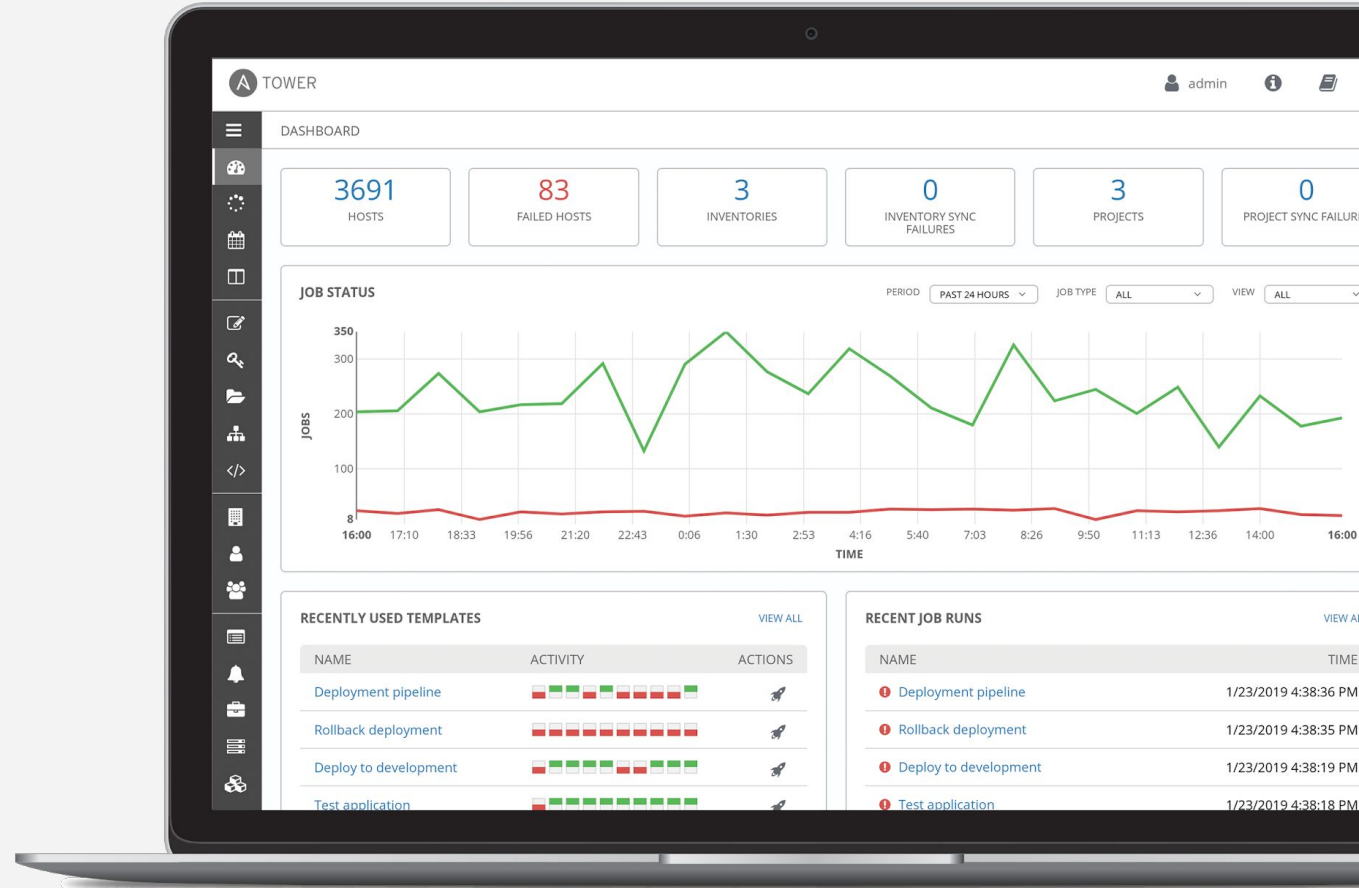 TOWER
admin
DASHBOARD
3691
HOSTS
83
FAILED HOSTS
3
INVENTORIES
0
INVENTORY SYNC
FAILURES
3
PROJECTS
0
PROJECT SYNC FAILUR
JOB STATUS
PERIOD PAST 24 HOURS JOB TYPE ALL VIEW ALL
350
300
200
100
8
JOBS
16:00 17:10 18:33 19:56 21:20 22:43 0:06 1:30 2:53 4:16 5:40 7:03 8:26 9:50 11:13 12:36 14:00 16:00
TIME
RECENTLY USED TEMPLATES VIEW ALL
NAME ACTIVITY ACTIONS
Deployment pipeline
Rollback deployment
Deploy to development
Test application
RECENT JOB RUNS VIEW AL
NAME TIME
Deployment pipeline 1/23/2019 4:38:36 PM
Rollback deployment 1/23/2019 4:38:35 PM
Deploy to development 1/23/2019 4:38:19 PM
Test application 1/23/2019 4:38:18 PM